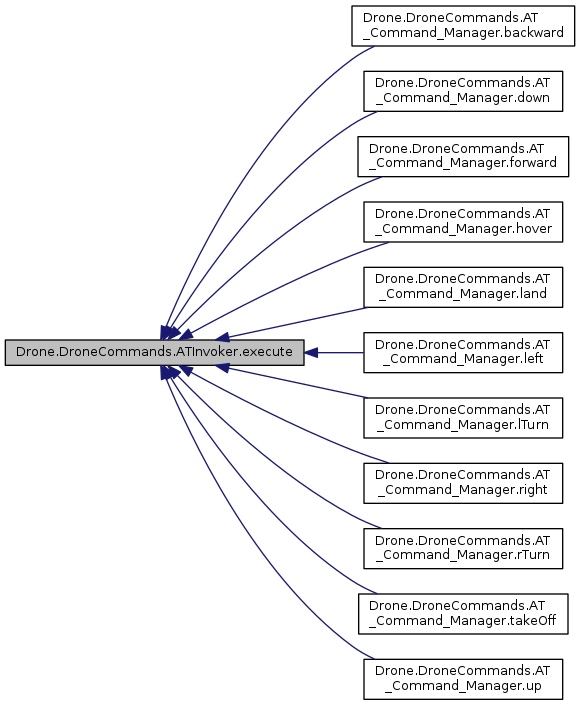 Drone.DroneCommands.AT
_Command_Manager.backward
Drone.DroneCommands.AT
_Command_Manager.down
Drone.DroneCommands.AT
_Command_Manager.forward
Drone.DroneCommands.AT
_Command_Manager.hover
Drone.DroneCommands.AT
_Command_Manager.land
Drone.DroneCommands.ATInvoker.execute
Drone.DroneCommands.AT
_Command_Manager.left
Drone.DroneCommands.AT
_Command_Manager.lTurn
Drone.DroneCommands.AT
_Command_Manager.right
Drone.DroneCommands.AT
_Command_Manager.rTurn
Drone.DroneCommands.AT
_Command_Manager.takeOff
Drone.DroneCommands.AT
_Command_Manager.up